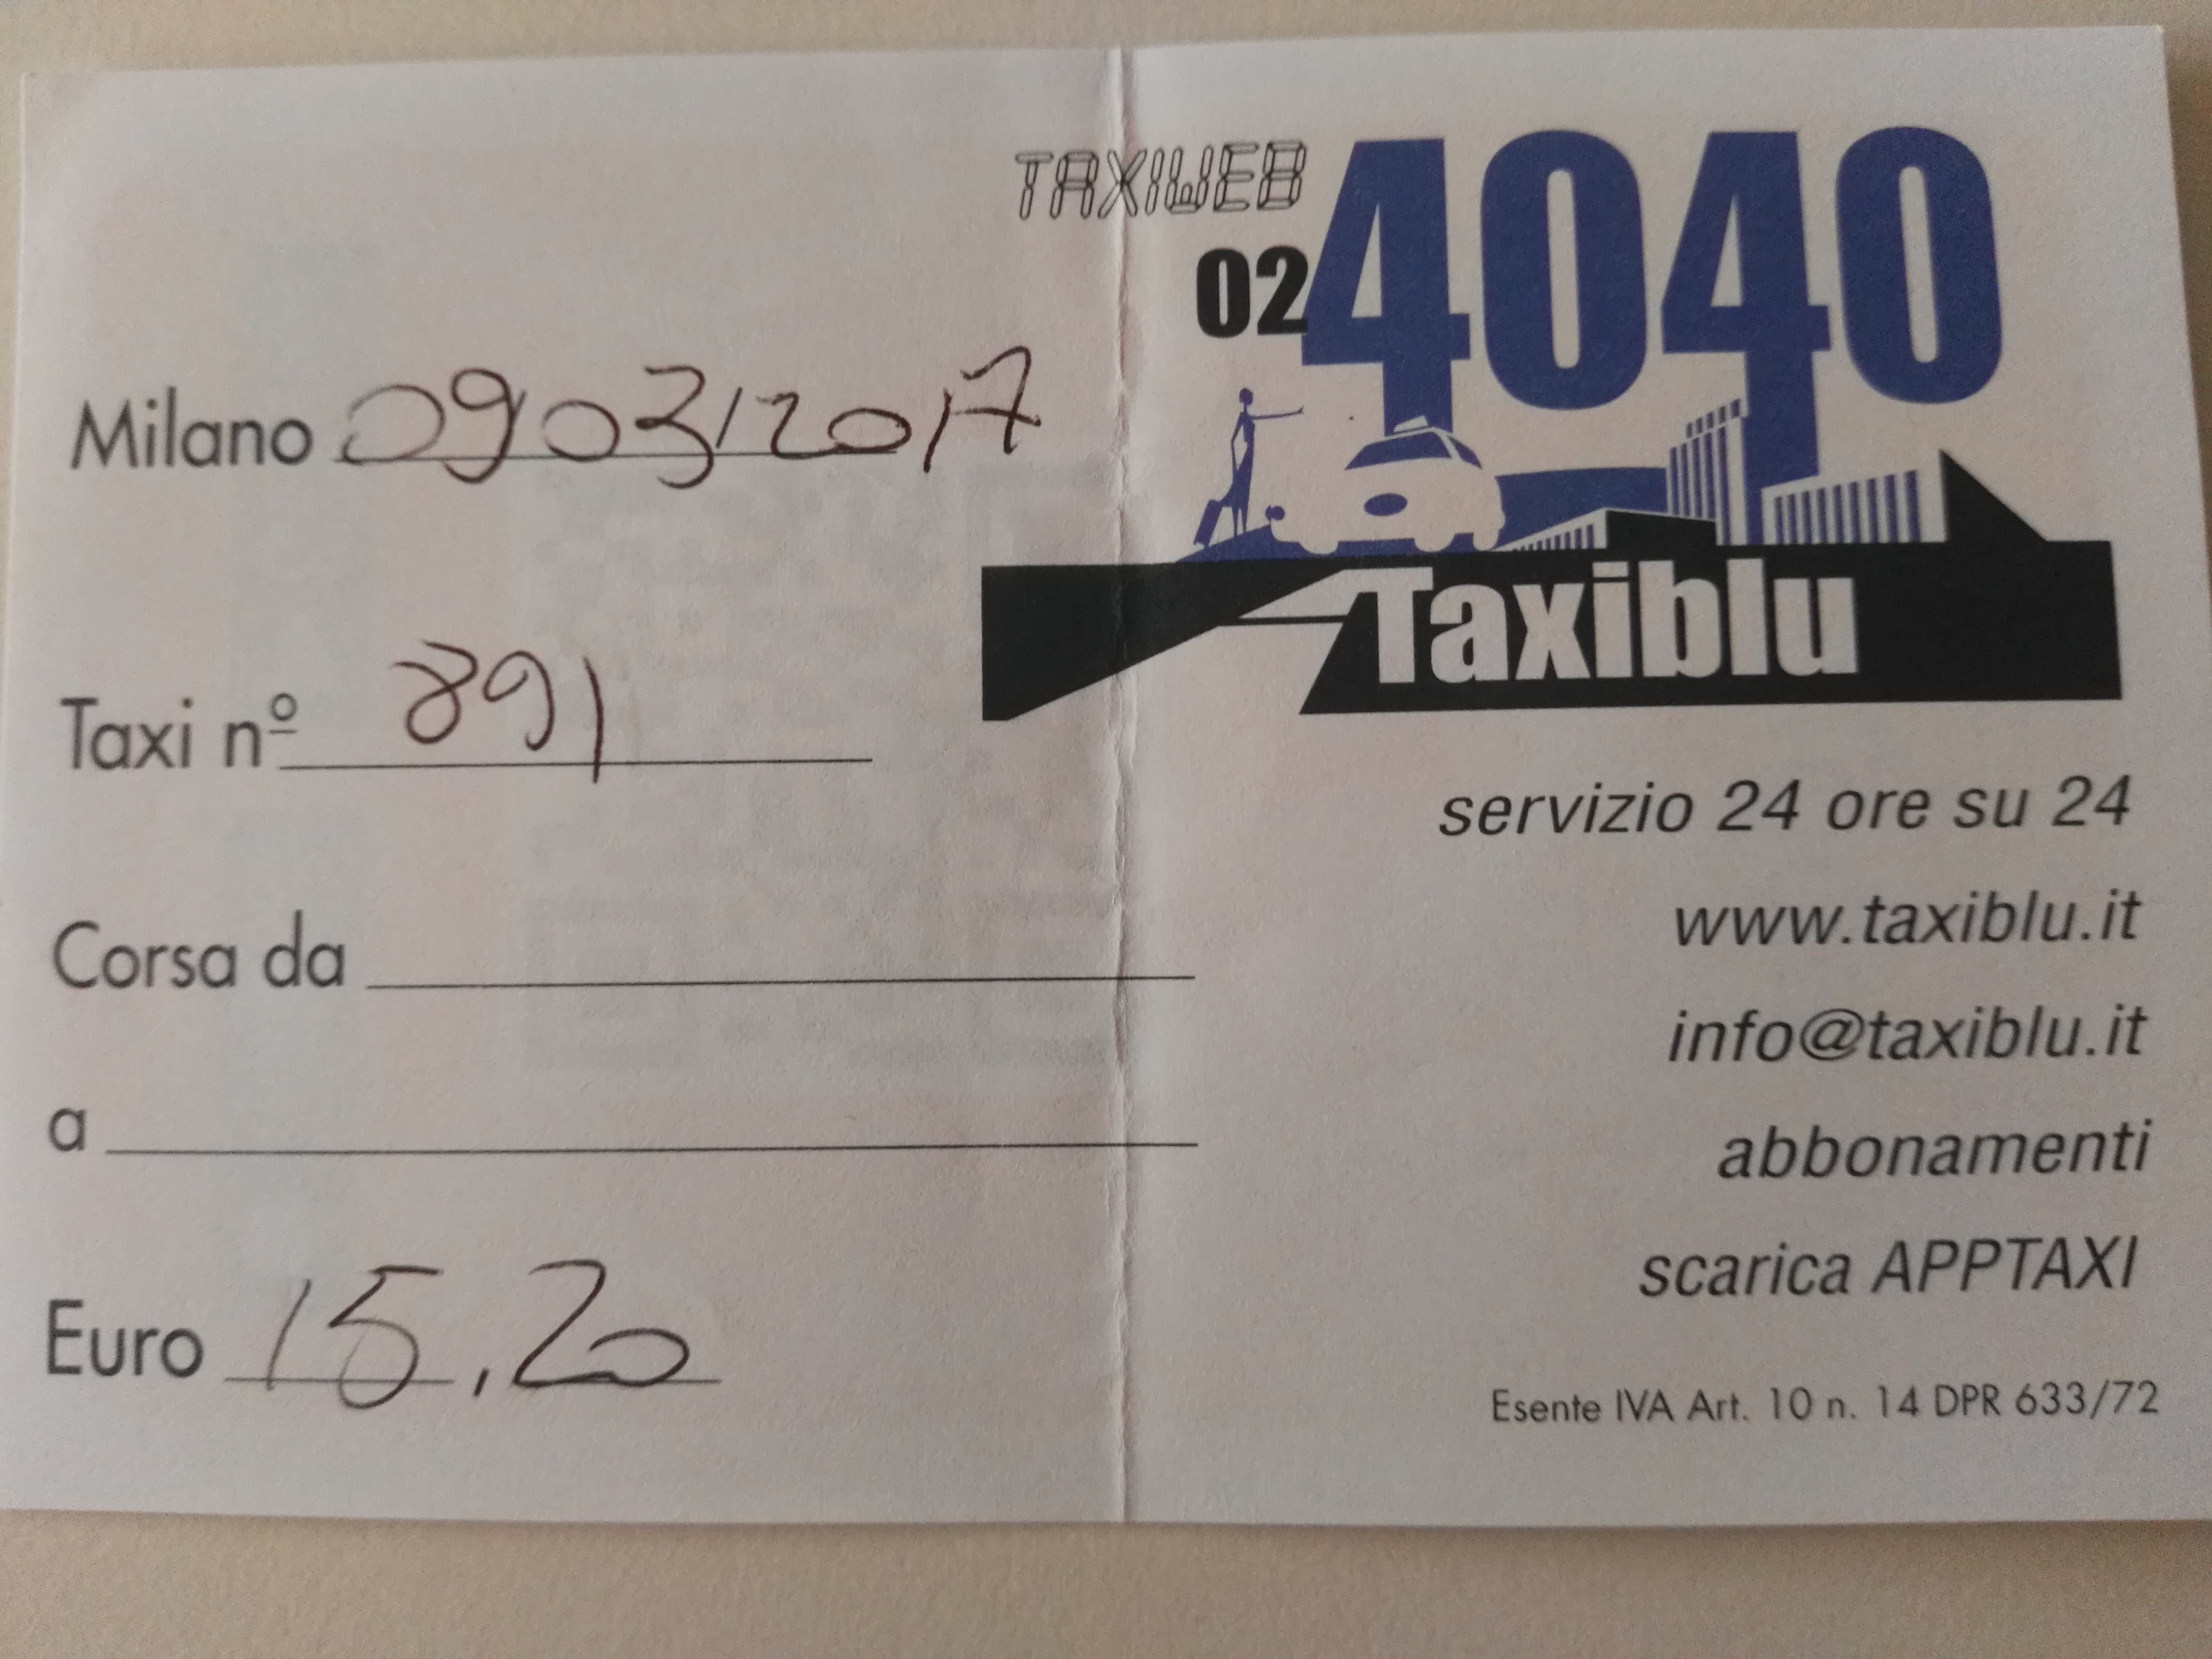 TAXIWEB
02 4040
Taxiblu
Milano 09/03/2017
Taxi nº 891
Corsa da
a
Euro 15,20
servizio 24 ore su 24
www.taxiblu.it
info@taxiblu.it
abbonamenti
scarica APPTAXI
Esente IVA Art. 10 n. 14 DPR 633/72